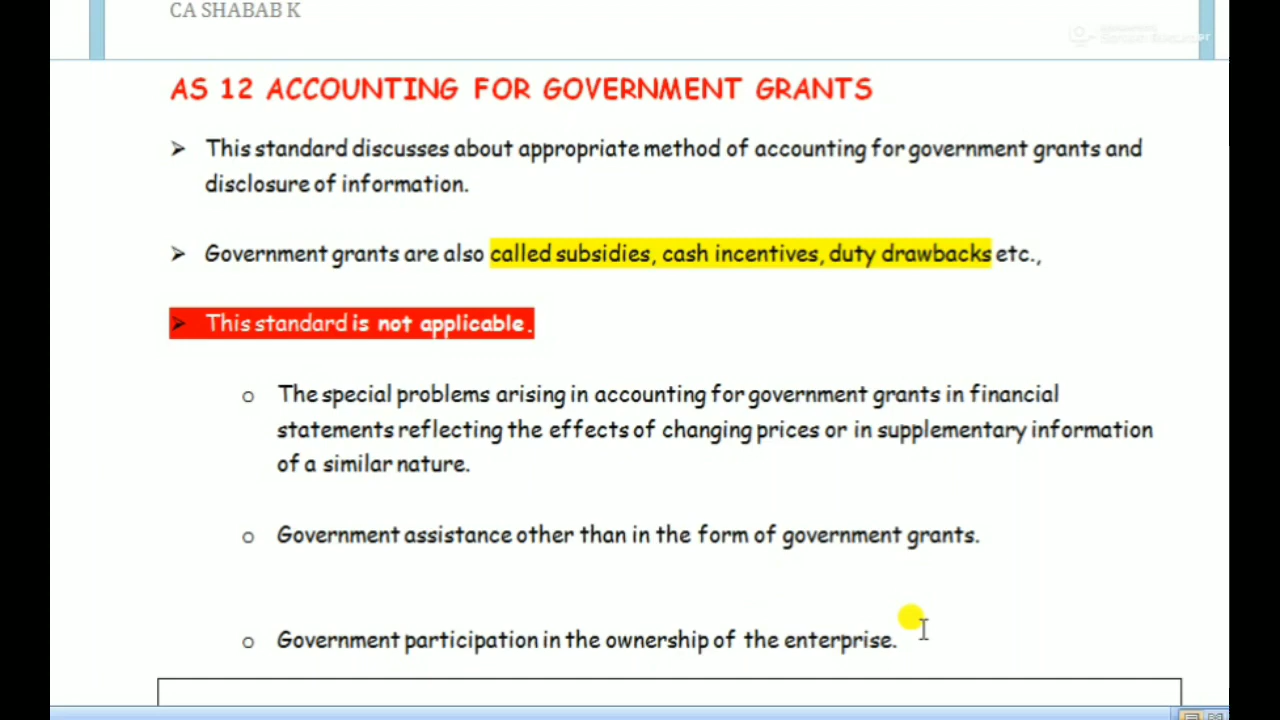 CA SHABAB K
AS 12 ACCOUNTING FOR GOVERNMENT GRANTS
➤ This standard discusses about appropriate method of accounting for government grants and
disclosure of information.
➤ Government grants are also called subsidies, cash incentives, duty drawbacks etc.,
➤ This standard is not applicable.
o The special problems arising in accounting for government grants in financial
statements reflecting the effects of changing prices or in supplementary information
of a similar nature.
o Government assistance other than in the form of government grants.
o Government participation in the ownership of the enterprise.